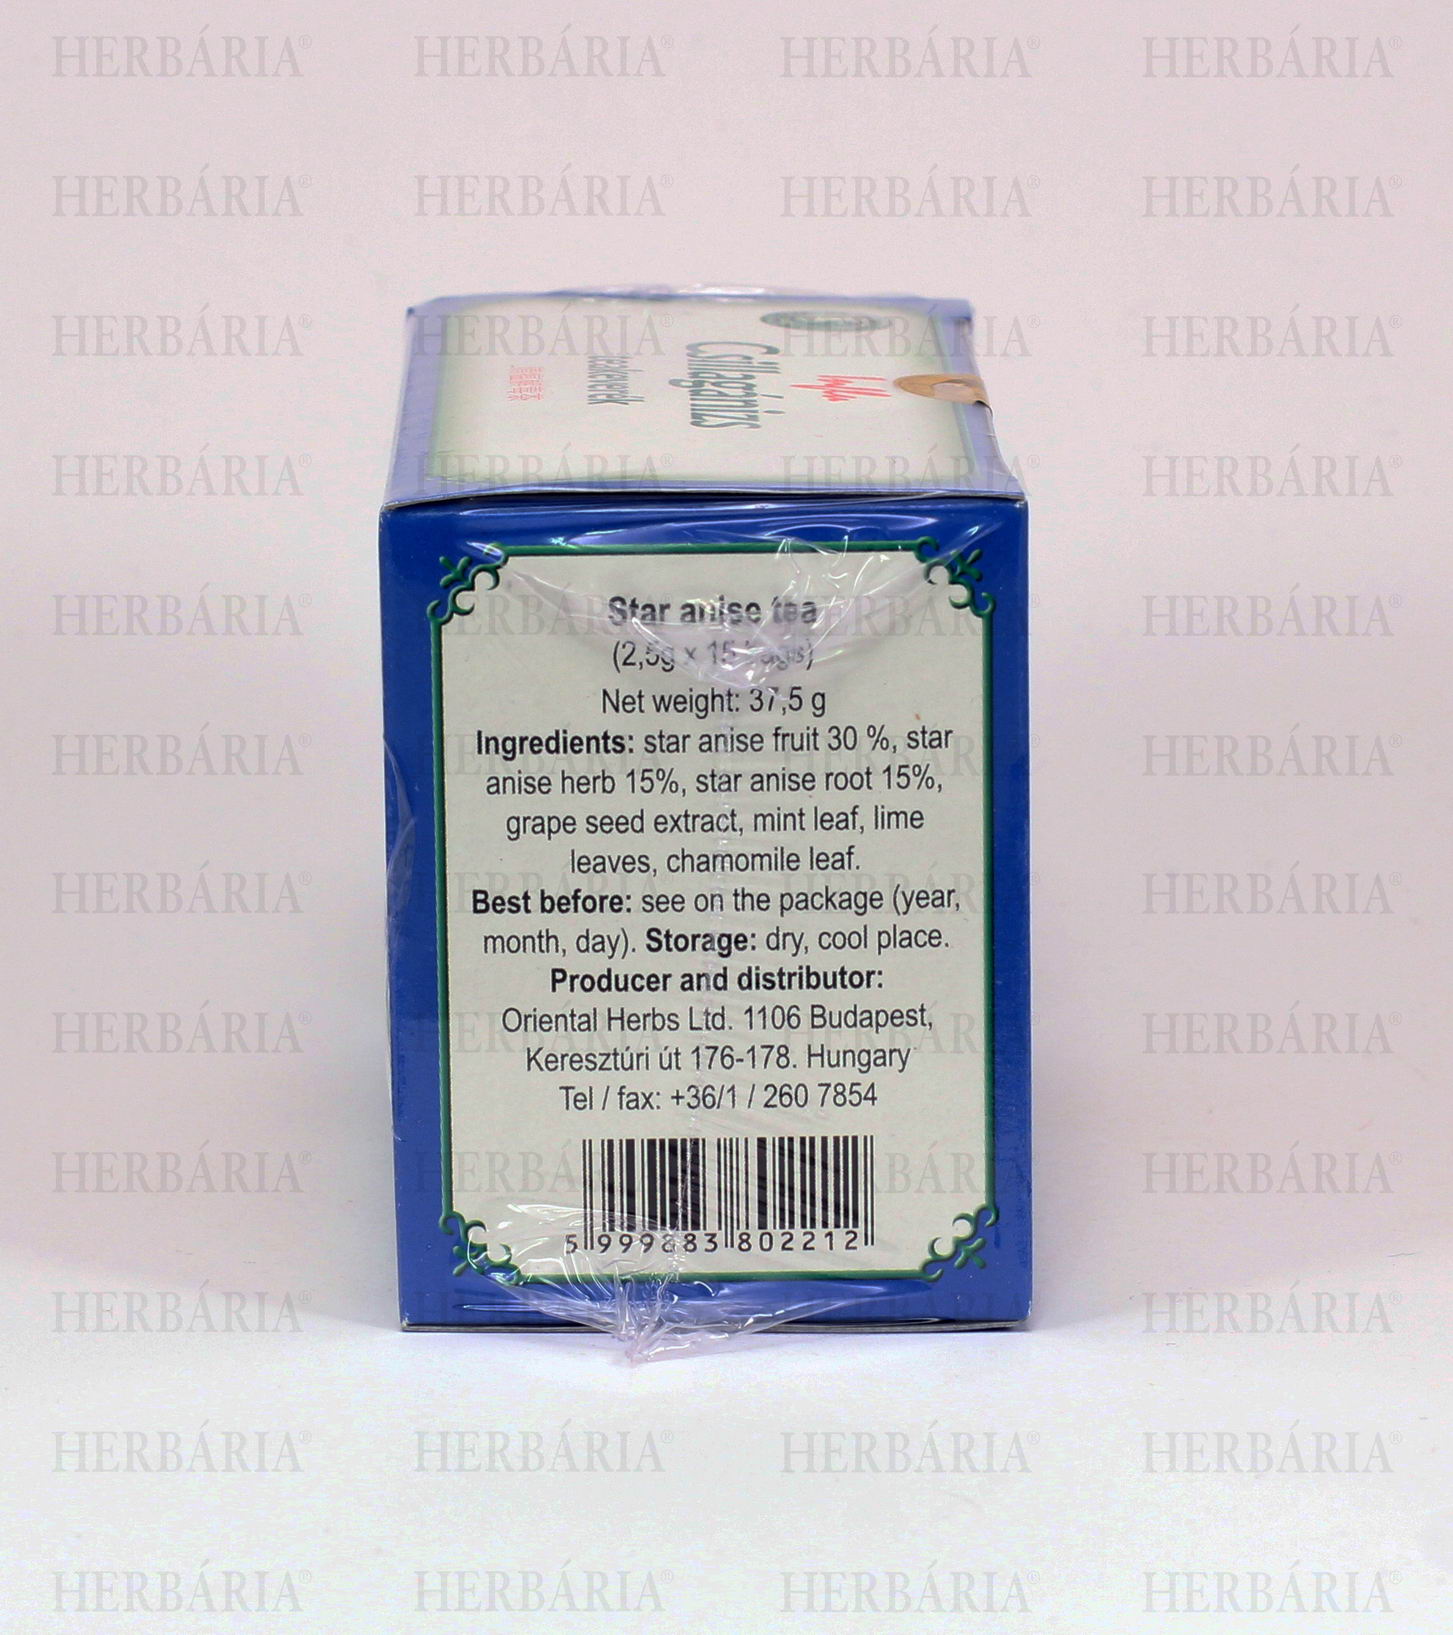 HERBÁRIA®
Csillagánizs
teakeverék
Star anise tea
(2,5g x 15 bags)
Net weight: 37,5 g
Ingredients: star anise fruit 30 %, star
anise herb 15%, star anise root 15%,
grape seed extract, mint leaf, lime
leaves, chamomile leaf.
Best before: see on the package (year,
month, day). Storage: dry, cool place.
Producer and distributor:
Oriental Herbs Ltd. 1106 Budapest,
Keresztúri út 176-178. Hungary
Tel / fax: +36/1 / 260 7854
5 999883 802212